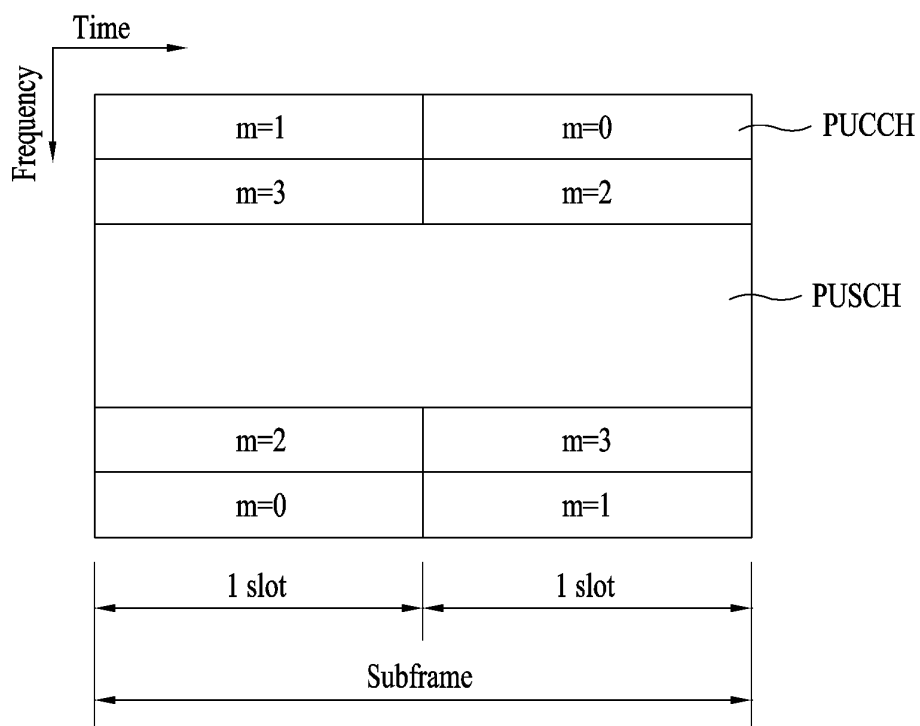 Time
Frequency
m=1
m=0
PUCCH
m=3
m=2
PUSCH
m=2
m=3
m=0
m=1
1 slot
1 slot
Subframe